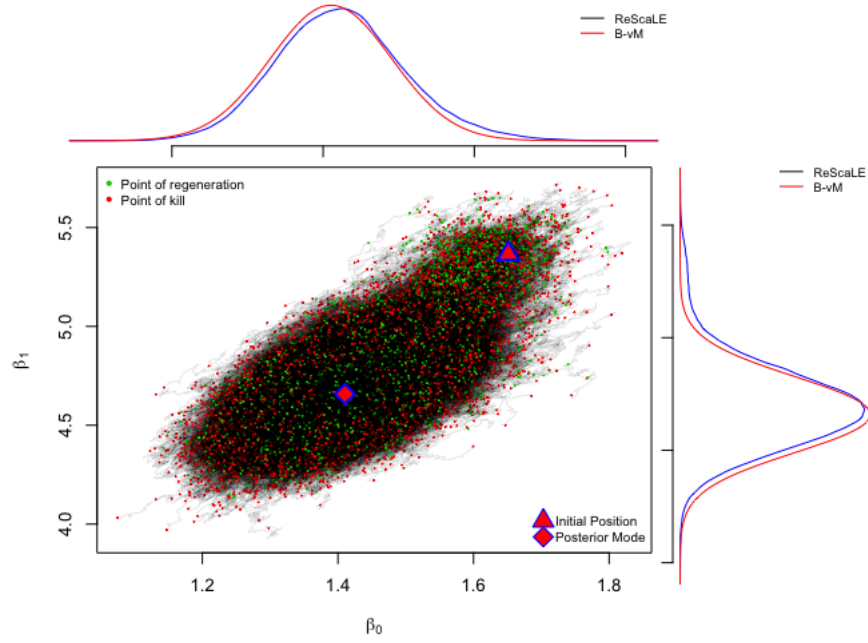 ReScaLE
B-vM
Point of regeneration
Point of kill
ReScaLE
B-vM
5.5
5.0
4.5
4.0
β1
Initial Position
Posterior Mode
1.2 1.4 1.6 1.8
β0